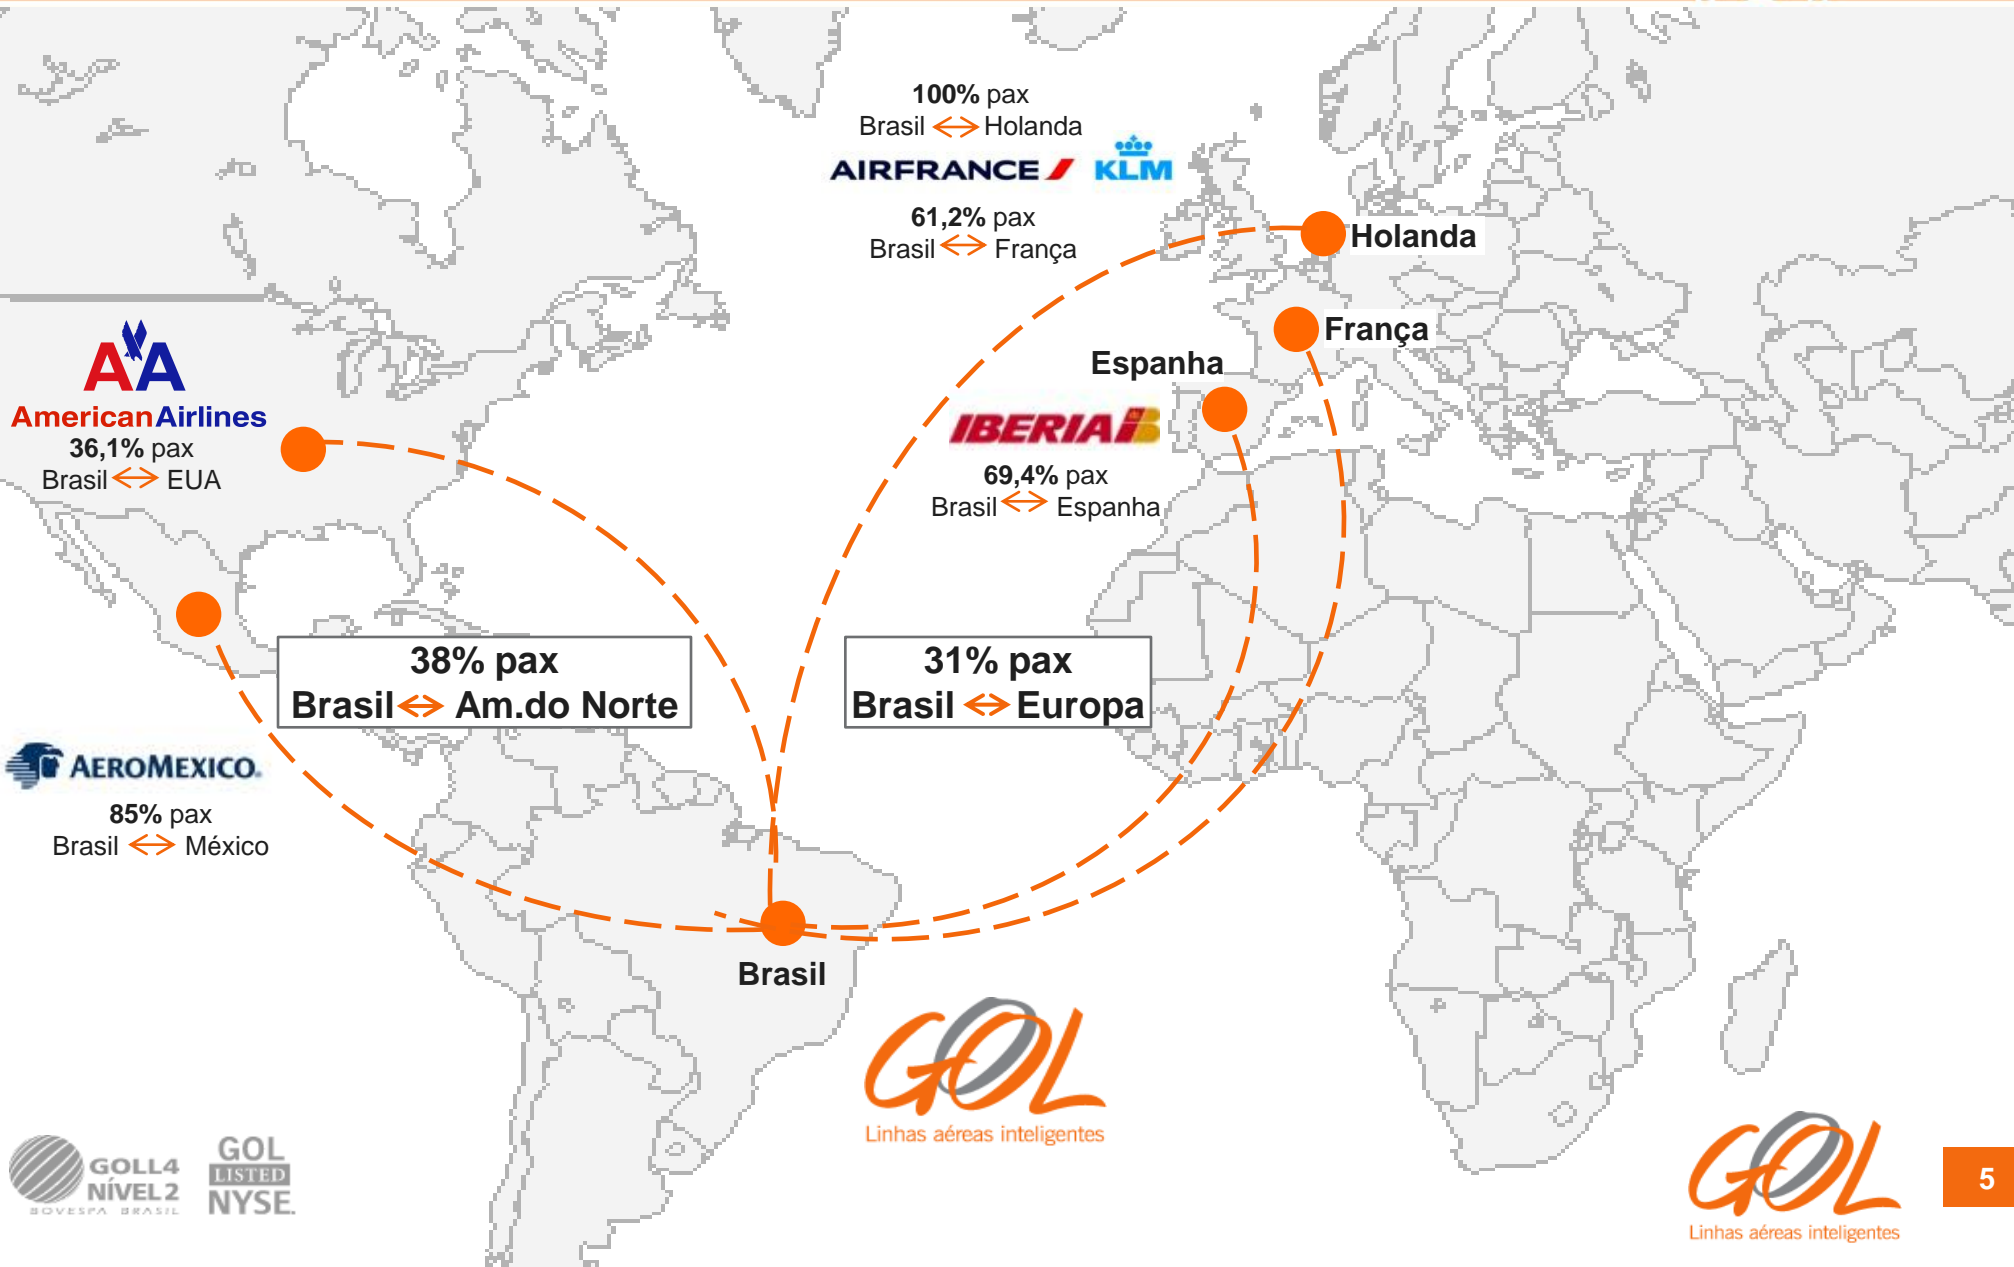 100% pax
Brasil Holanda
AIRFRANCE KLM
61,2% pax
Brasil França
Holanda
França
Espanha
IBERIA
69,4% pax
Brasil Espanha
AA
AmericanAirlines
36,1% pax
Brasil EUA
38% pax
Brasil Am.do Norte
31% pax
Brasil Europa
AEROMEXICO.
85% pax
Brasil México
Brasil
GOL
Linhas aéreas inteligentes
GOLL4
NÍVEL 2
BOVESPA BRASIL
GOL
LISTED
NYSE.
GOL
Linhas aéreas inteligentes
5